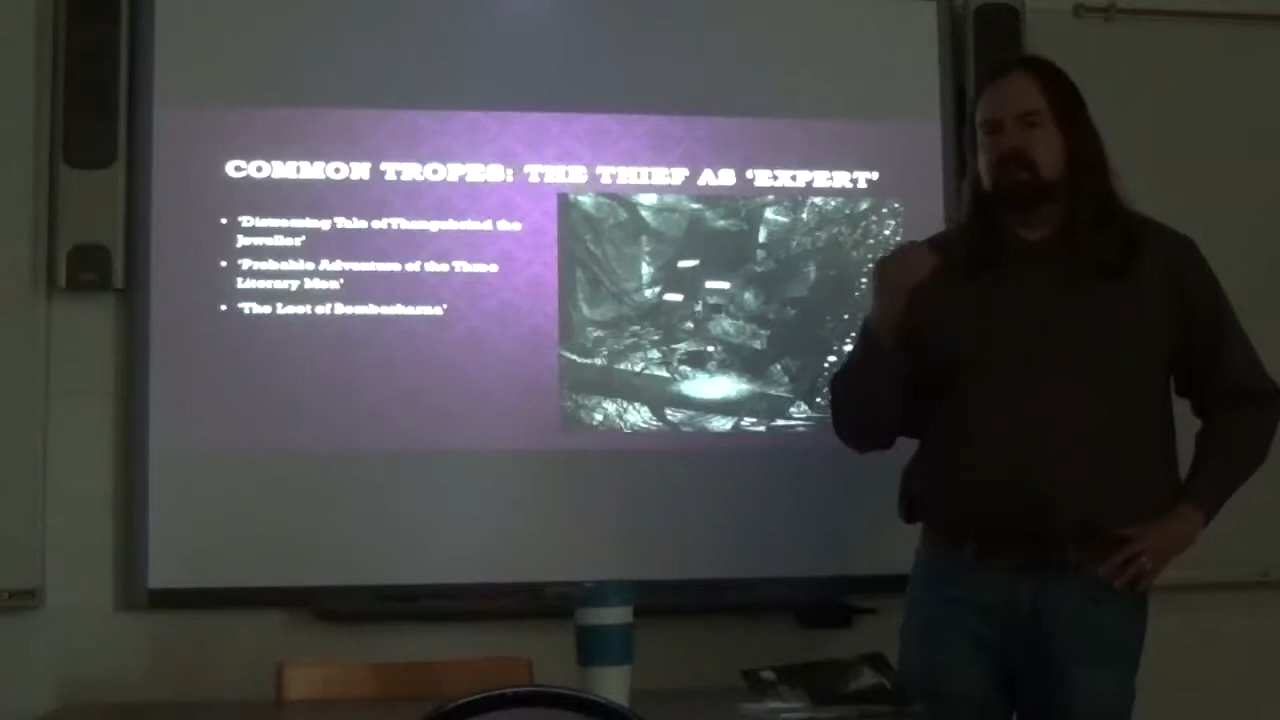 COMMON TROPES: THE THIEF AS 'EXPERT'
• 'Distressing Tale of Thangobrind the
Jeweller'
• 'Probable Adventure of the Three
Literary Men'
• 'The Loot of Bombasharna'